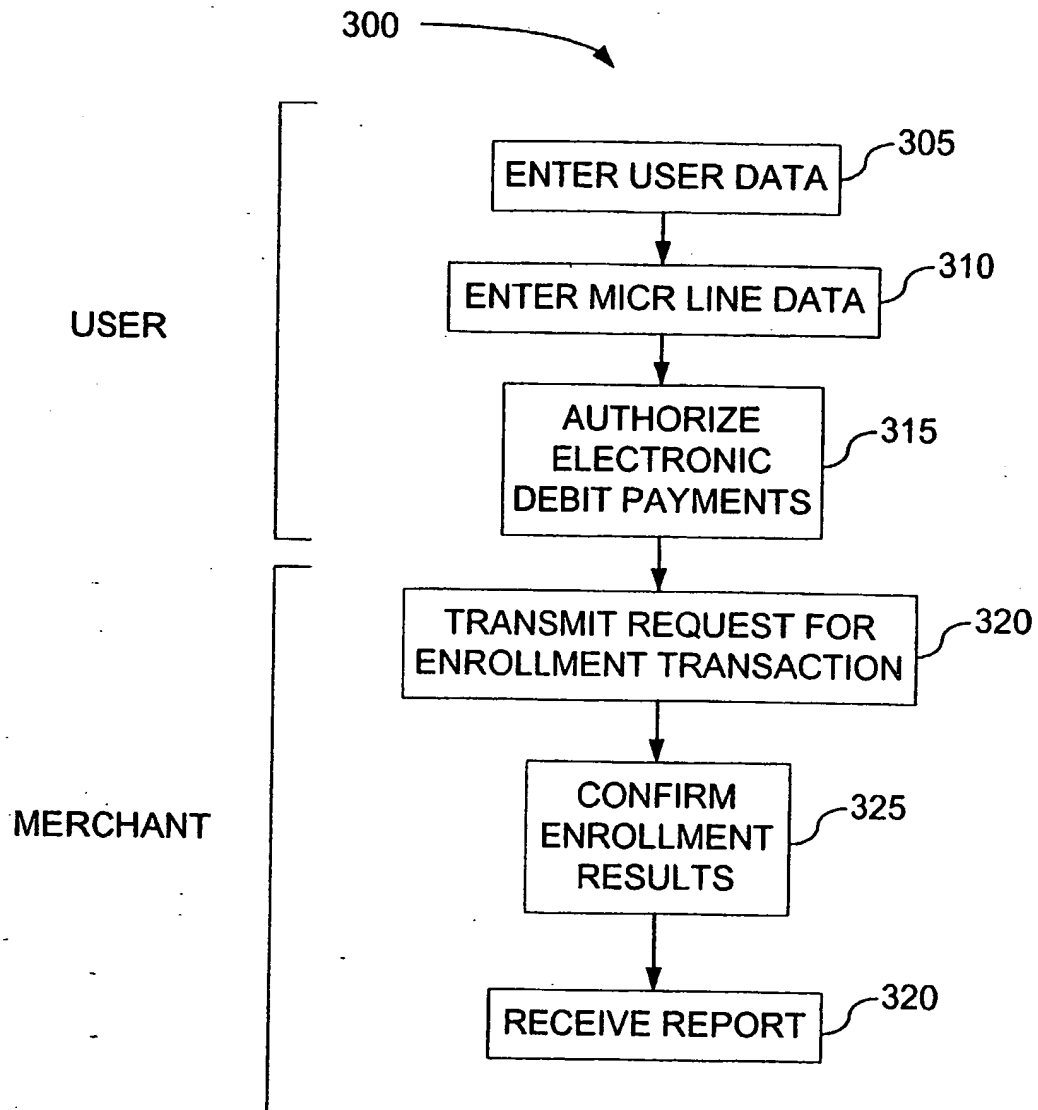 300
ENTER USER DATA
305
ENTER MICR LINE DATA
310
USER
AUTHORIZE
ELECTRONIC
DEBIT PAYMENTS
315
TRANSMIT REQUEST FOR
ENROLLMENT TRANSACTION
320
MERCHANT
CONFIRM
ENROLLMENT
RESULTS
325
RECEIVE REPORT
320